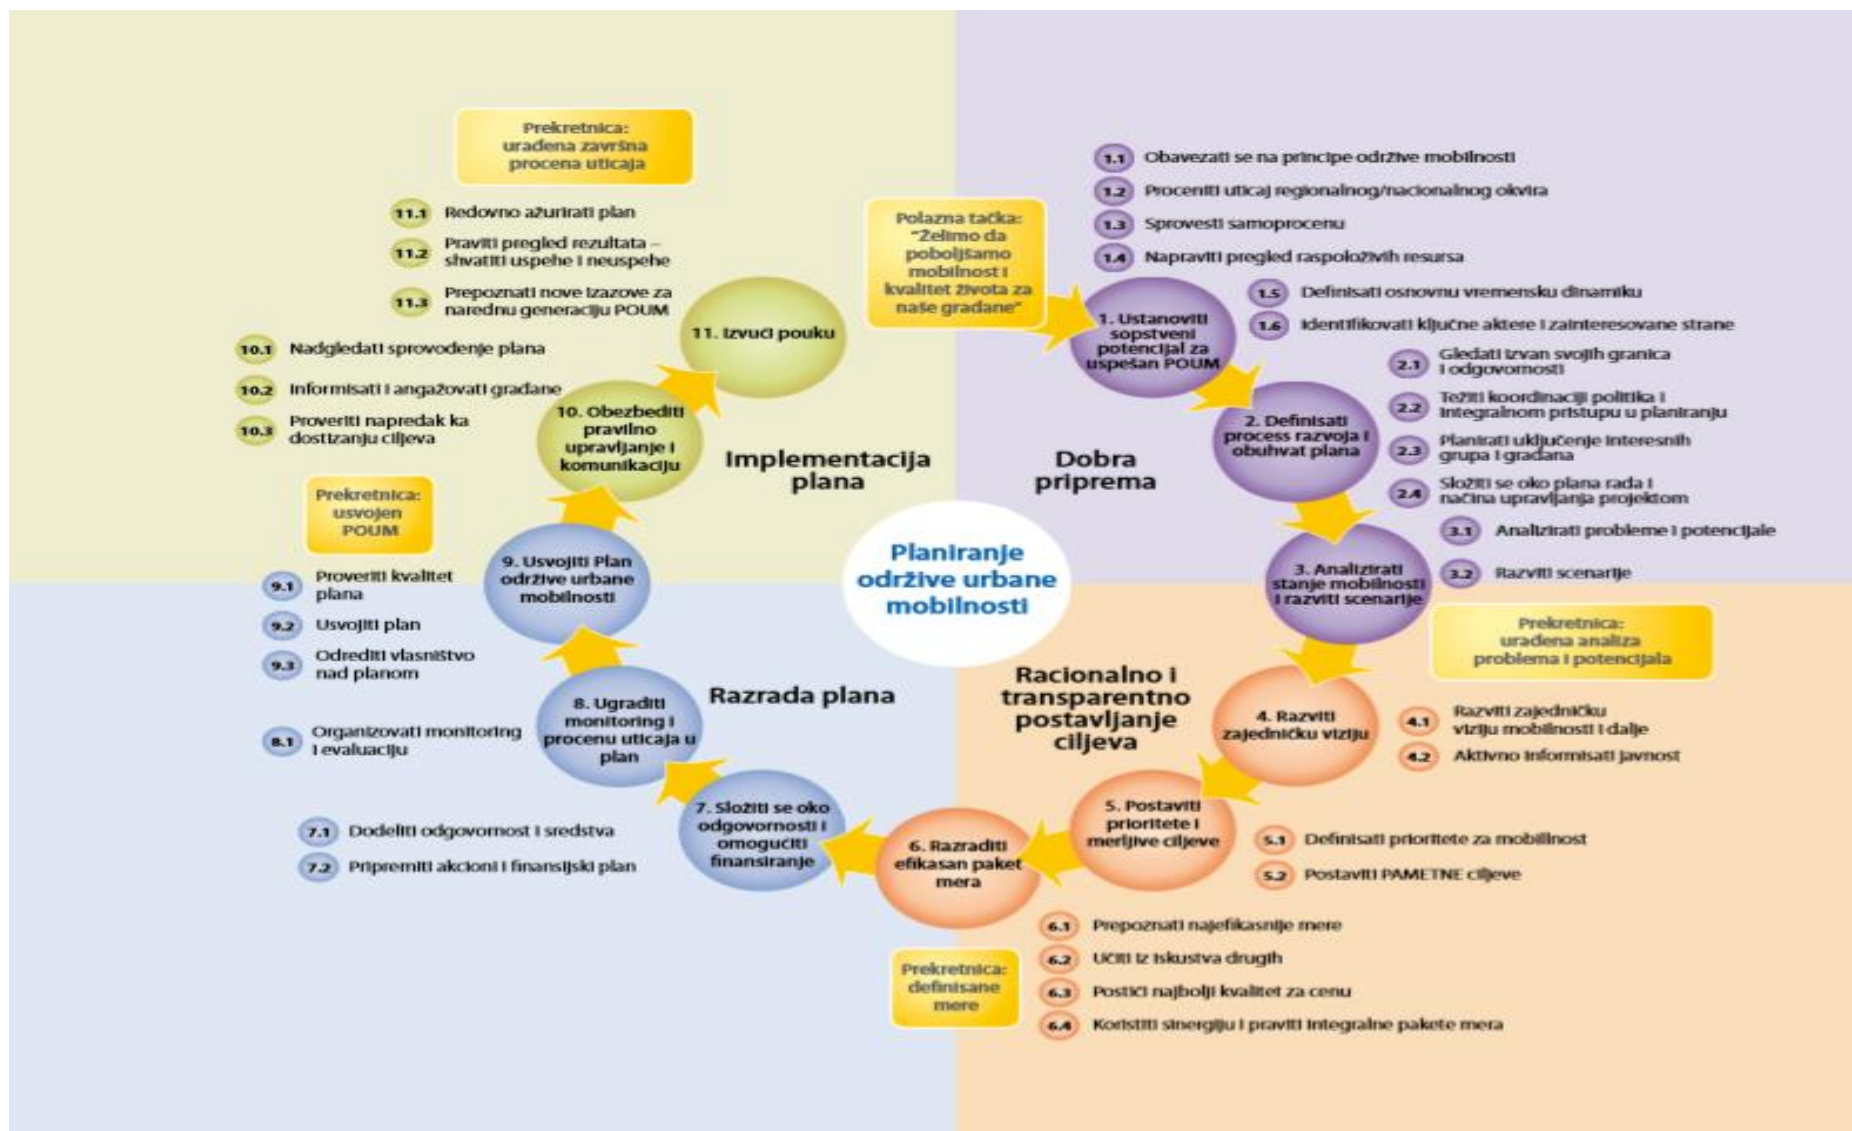 Polazna tačka:
"Želimo da
poboljšamo
mobilnost i
kvalitet života za
naše građane"
1. Ustanoviti
sopstveni
potencijal za
uspešan POUM
1.1 Obavezati se na principe održive mobilnosti
1.2 Proceniti uticaj regionalnog/nacionalnog okvira
1.3 Sprovesti samoprocenu
1.4 Napraviti pregled raspoloživih resursa
1.5 Definisati osnovnu vremensku dinamiku
1.6 Identifikovati ključne aktere i zainteresovane strane
2. Definisati
process razvoja i
obuhvat plana
2.1 Gledati izvan svojih granica
i odgovornosti
2.2 Težiti koordinaciji politika i
integralnom pristupu u planiranju
2.3 Planirati uključenje interesnih
grupa i građana
2.4 Složiti se oko plana rada i
načina upravljanja projektom
3. Analizirati
stanje mobilnosti
i razviti scenarije
3.1 Analizirati probleme i potencijale
3.2 Razviti scenarije
Dobra
priprema
Prekretnica:
urađena analiza
problema i potencijala
4. Razviti
zajedničku viziju
4.1 Razviti zajedničku
viziju mobilnosti i dalje
4.2 Aktivno informisati javnost
5. Postaviti
prioritete i
merljive ciljeve
5.1 Definisati prioritete za mobillnost
5.2 Postaviti PAMETNE ciljeve
6. Razraditi
efikasan paket
mera
6.1 Prepoznati najefikasnije mere
6.2 Učiti iz iskustva drugih
6.3 Postići najbolji kvalitet za cenu
6.4 Koristiti sinergiju i praviti integralne pakete mera
Racionalno i
transparentno
postavljanje
ciljeva
Prekretnica:
definisane
mere
7. Složiti se oko
odgovornosti i
omogućiti
finansiranje
7.1 Dodeliti odgovornost i sredstva
7.2 Pripremiti akcioni i finansijski plan
8. Ugraditi
monitoring i
procenu uticaja u
plan
8.1 Organizovati monitoring
i evaluaciju
9. Usvojiti Plan
održive urbane
mobilnosti
9.1 Proveriti kvalitet
plana
9.2 Usvojiti plan
9.3 Odrediti vlasništvo
nad planom
Razrada plana
Prekretnica:
usvojen
POUM
10. Obezbediti
pravilno
upravljanje i
komunikaciju
10.1 Nadgledati sprovođenje plana
10.2 Informisati i angažovati građane
10.3 Proveriti napredak ka
dostizanju ciljeva
11. Izvući pouku
11.1 Redovno ažurirati plan
11.2 Praviti pregled rezultata –
shvatiti uspehe i neuspehe
11.3 Prepoznati nove izazove za
narednu generaciju POUM
Implementacija
plana
Prekretnica:
urađena završna
procena uticaja
Planiranje
održive urbane
mobilnosti